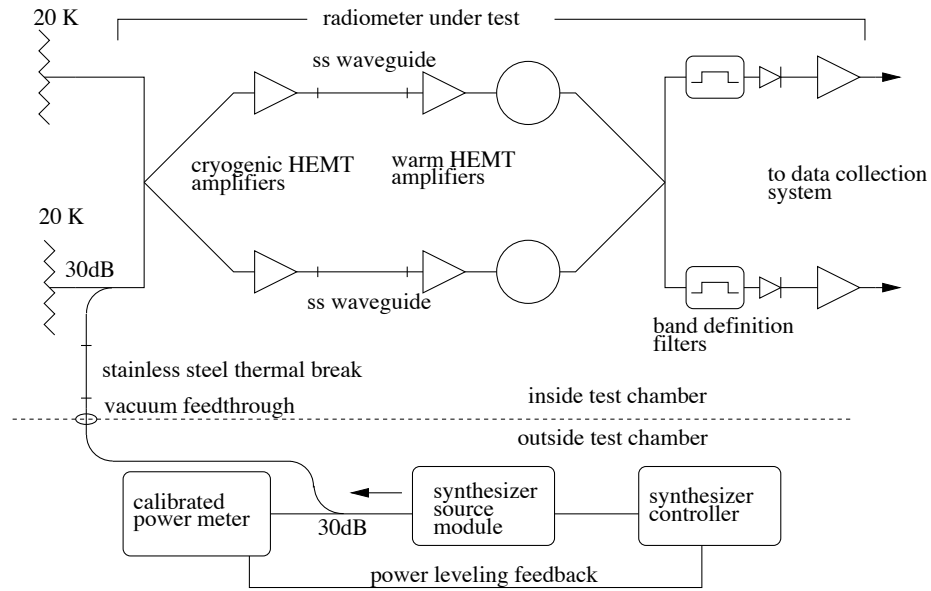 20 K
radiometer under test
ss waveguide
cryogenic HEMT
amplifiers
warm HEMT
amplifiers
to data collection
system
20 K
30dB
ss waveguide
band definition
filters
stainless steel thermal break
vacuum feedthrough
inside test chamber
outside test chamber
calibrated
power meter
30dB
synthesizer
source
module
synthesizer
controller
power leveling feedback